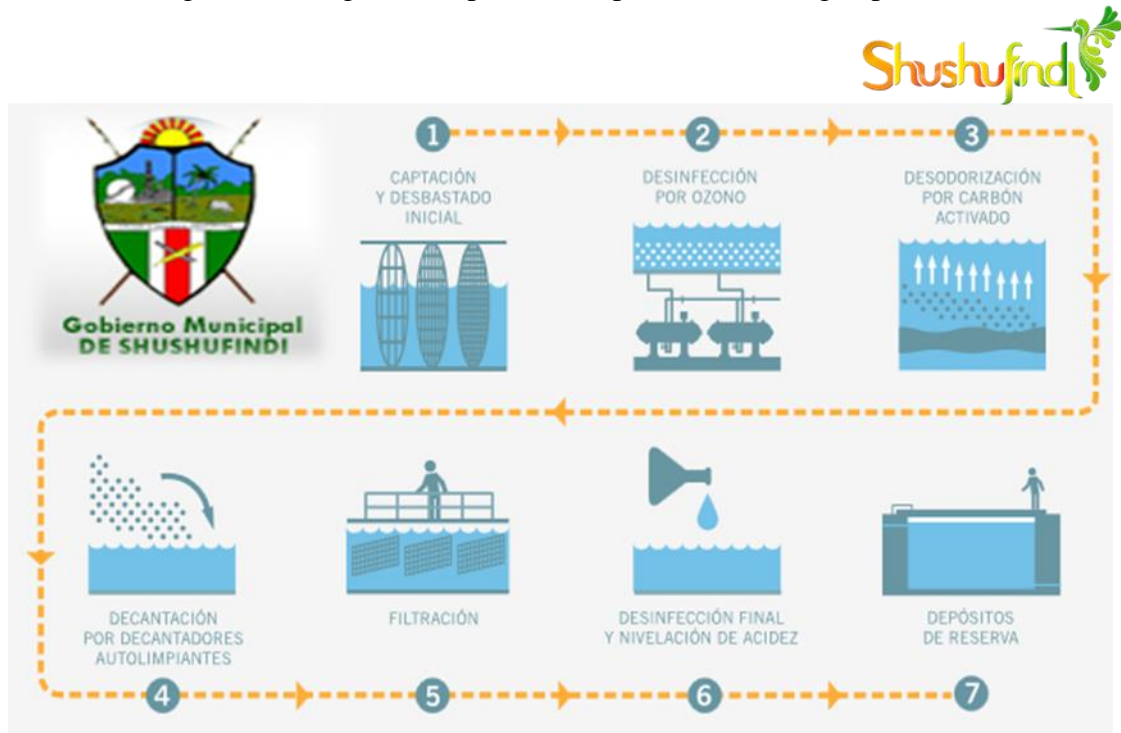 Shushufindi
Gobierno Municipal
DE SHUSHUFINDI
1
CAPTACIÓN
Y DESBASTADO
INICIAL
2
DESINFECCIÓN
POR OZONO
3
DESODORIZACIÓN
POR CARBÓN
ACTIVADO
DECANTACIÓN
POR DECANTADORES
AUTOLIMPIANTES
4
FILTRACIÓN
5
DESINFECCIÓN FINAL
Y NIVELACIÓN DE ACIDEZ
6
DEPÓSITOS
DE RESERVA
7